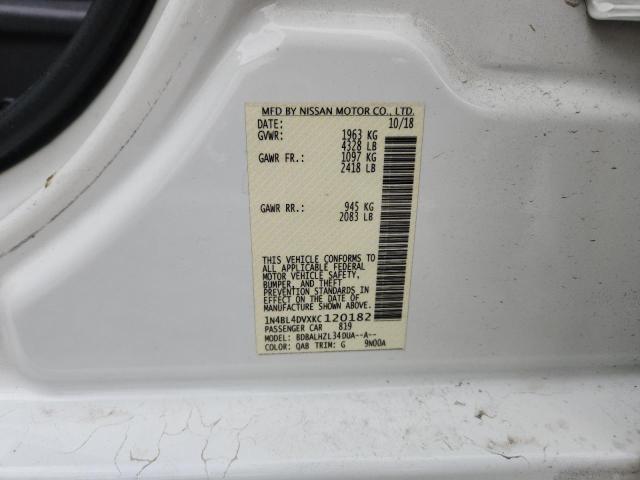 MFD BY NISSAN MOTOR CO., LTD.
DATE: 10/18
GVWR: 1963 KG
4328 LB
GAWR FR.: 1097 KG
2418 LB
GAWR RR.: 945 KG
2083 LB
THIS VEHICLE CONFORMS TO
ALL APPLICABLE FEDERAL
MOTOR VEHICLE SAFETY,
BUMPER, AND THEFT
PREVENTION STANDARDS IN
EFFECT ON THE DATE OF
MANUFACTURE SHOWN ABOVE.
1N4BL4DVXKC120182
PASSENGER CAR 819
MODEL: BDBALHZL34DUA--A--
COLOR: QAB TRIM: G 9N00A